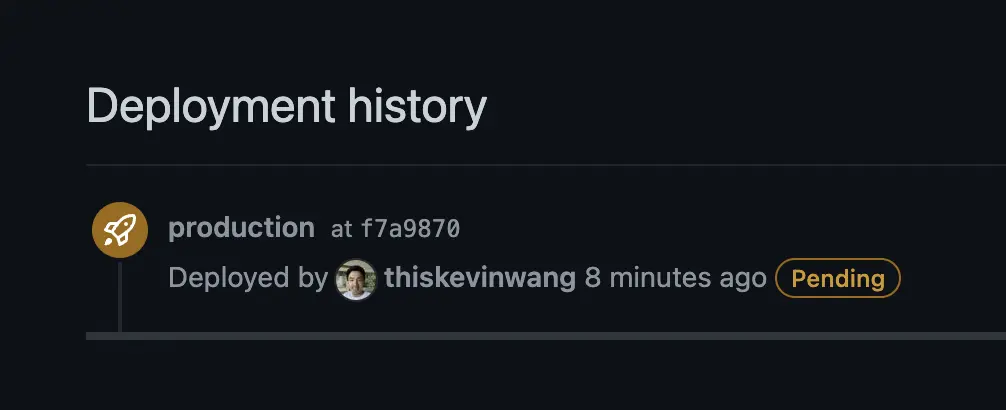 Deployment history
production at f7a9870
Deployed by thiskevinwang 8 minutes ago Pending